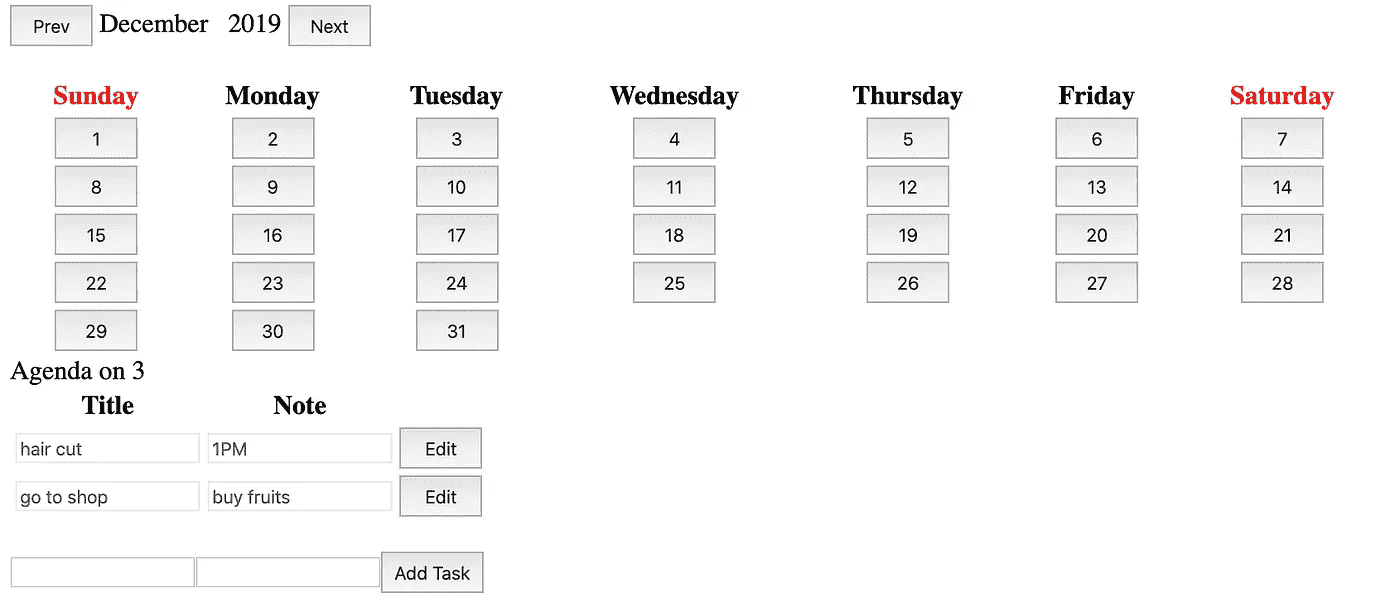 Prev December 2019 Next
Sunday Monday Tuesday Wednesday Thursday Friday Saturday
1 2 3 4 5 6 7
8 9 10 11 12 13 14
15 16 17 18 19 20 21
22 23 24 25 26 27 28
29 30 31
Agenda on 3
Title Note
hair cut 1PM Edit
go to shop buy fruits Edit
Add Task